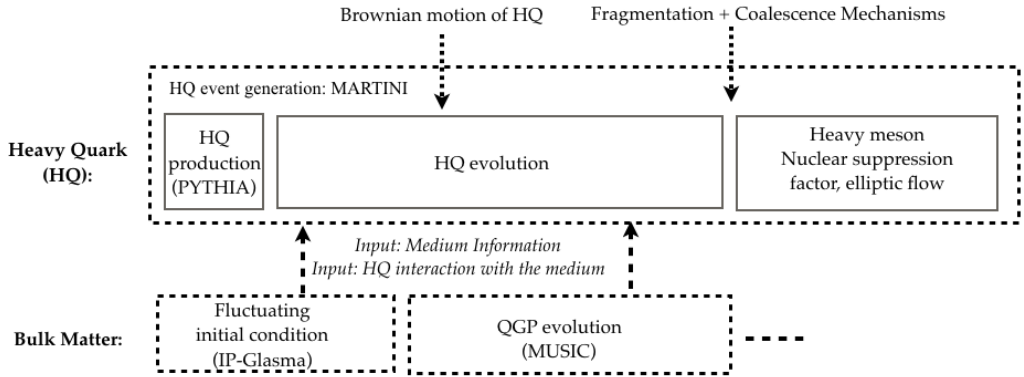 Brownian motion of HQ
Fragmentation + Coalescence Mechanisms
HQ event generation: MARTINI
Heavy Quark
(HQ):
HQ
production
(PYTHIA)
HQ evolution
Heavy meson
Nuclear suppression
factor, elliptic flow
Input: Medium Information
Input: HQ interaction with the medium
Bulk Matter:
Fluctuating
initial condition
(IP-Glasma)
QGP evolution
(MUSIC)